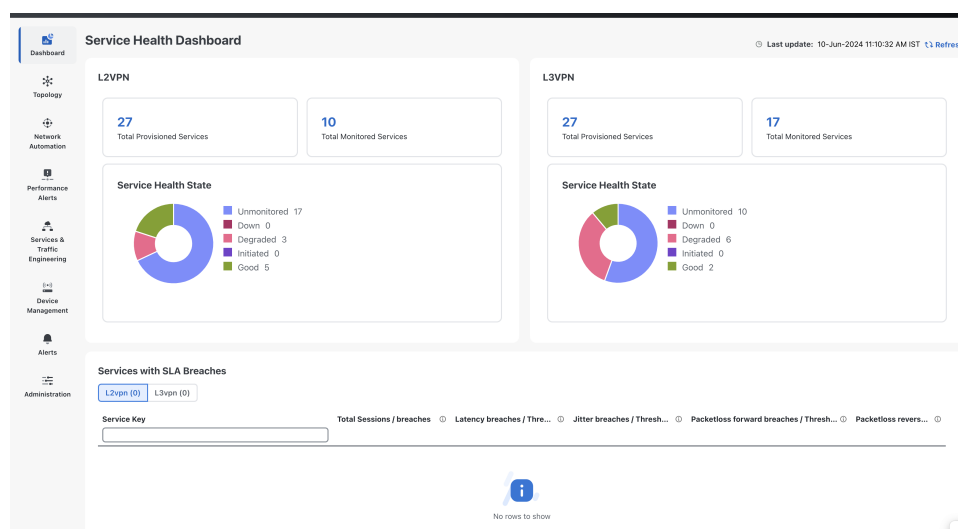 Service Health Dashboard
Last update: 10-Jun-2024 11:10:32 AM IST Refres
Dashboard
Topology
Network
Automation
Performance
Alerts
Services &
Traffic
Engineering
Device
Management
Alerts
Administration
L2VPN
27
Total Provisioned Services
10
Total Monitored Services
Service Health State
Unmonitored 17
Down 0
Degraded 3
Initiated 0
Good 5
L3VPN
27
Total Provisioned Services
17
Total Monitored Services
Service Health State
Unmonitored 10
Down 0
Degraded 6
Initiated 0
Good 2
Services with SLA Breaches
L2vpn (0) L3vpn (0)
Service Key Total Sessions / breaches Latency breaches / Thre... Jitter breaches / Thresh... Packetloss forward breaches / Thresh... Packetloss revers...
No rows to show